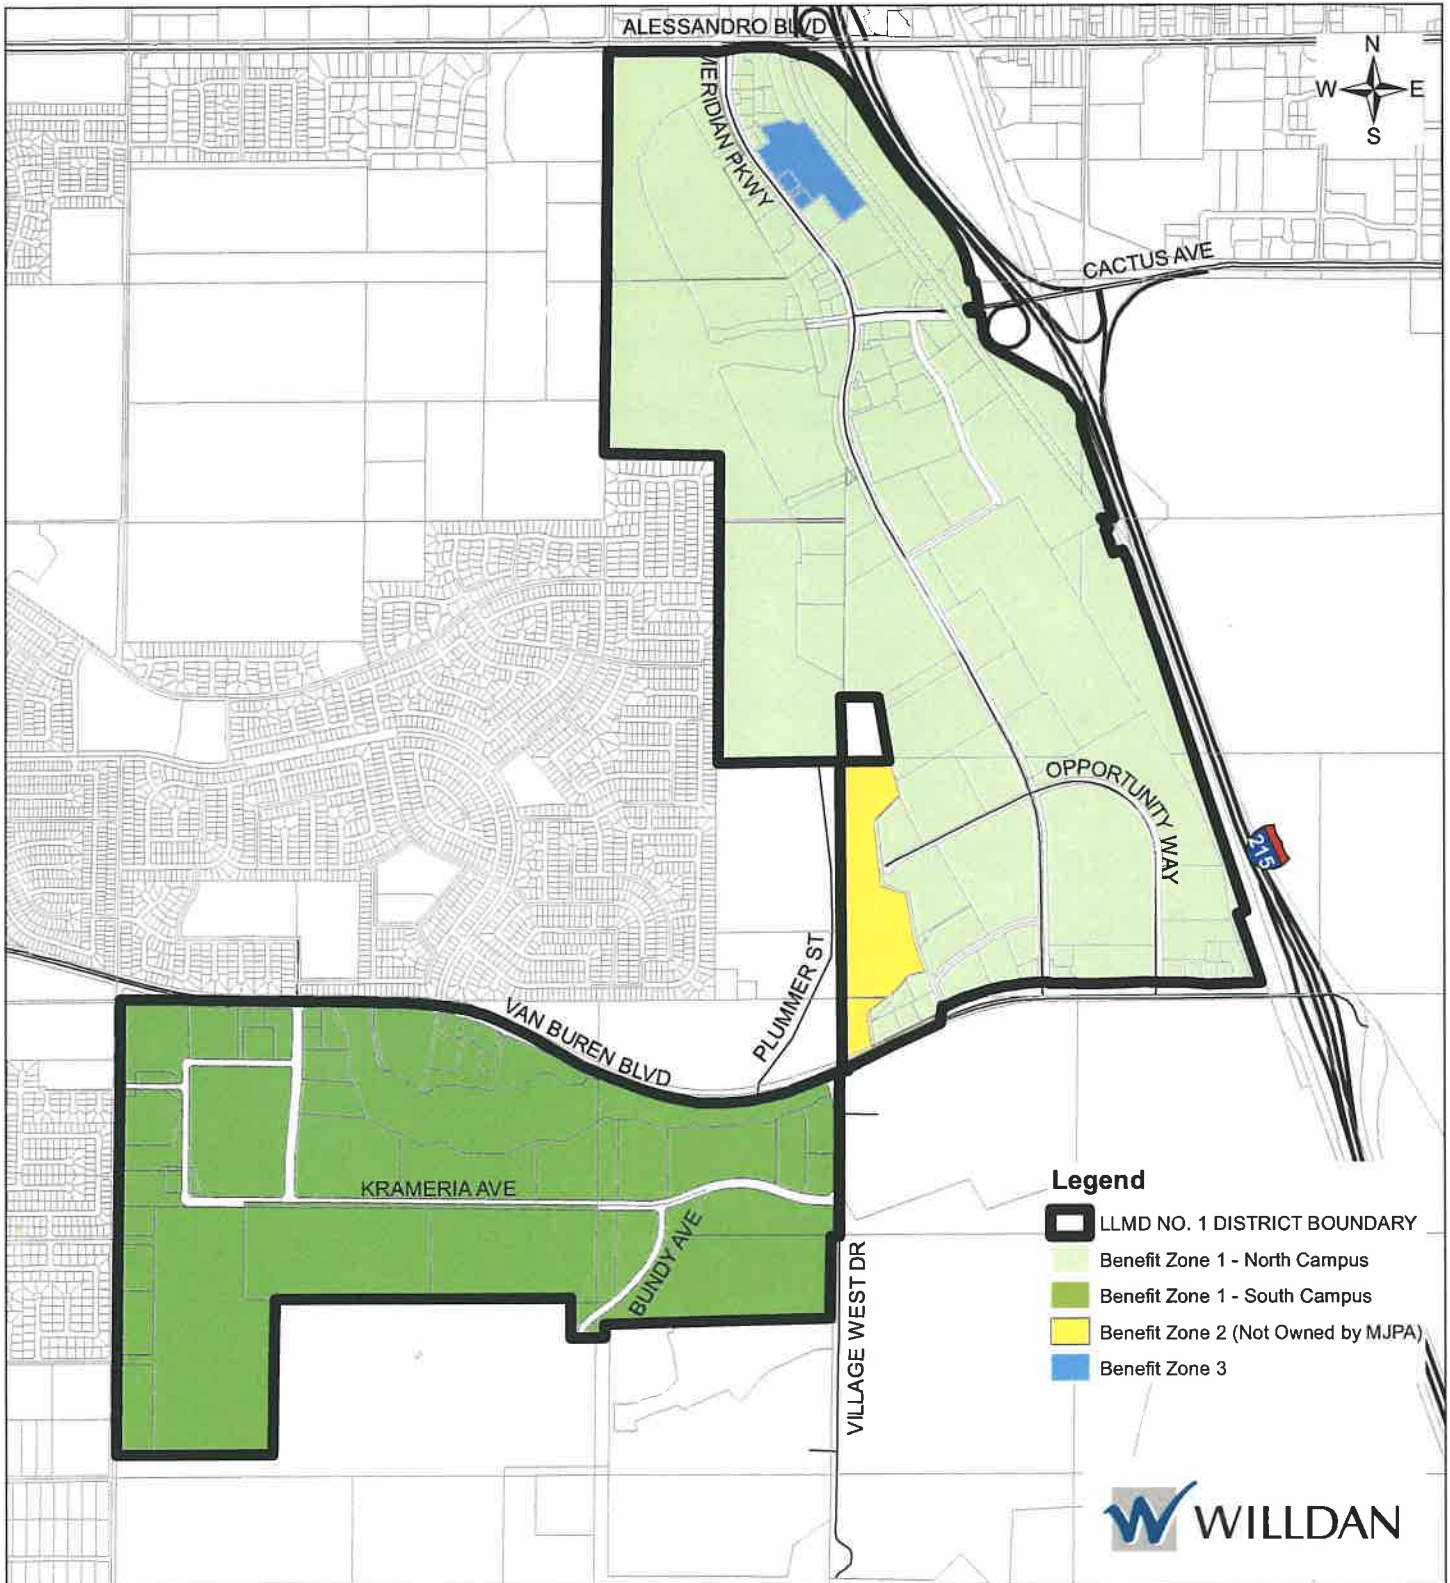 ALESSANDRO BLVD
N
W E
S
MERIDIAN PKWY
CACTUS AVE
OPPORTUNITY WAY
215
PLUMMER ST
VAN BUREN BLVD
KRAMERIA AVE
BUNDY AVE
VILLAGE WEST DR
Legend
LLMD NO. 1 DISTRICT BOUNDARY
Benefit Zone 1 - North Campus
Benefit Zone 1 - South Campus
Benefit Zone 2 (Not Owned by MJPA)
Benefit Zone 3
W WILLDAN